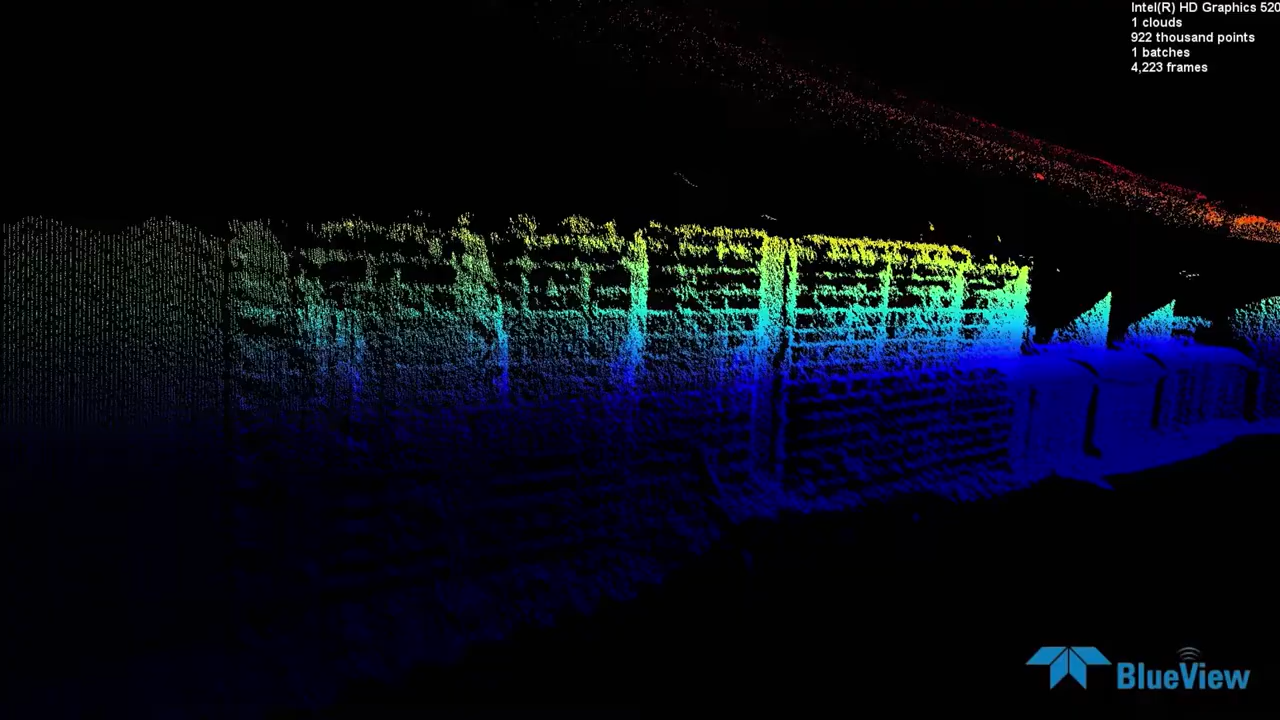 Intel(R) HD Graphics 520
1 clouds
922 thousand points
1 batches
4,223 frames
BlueView